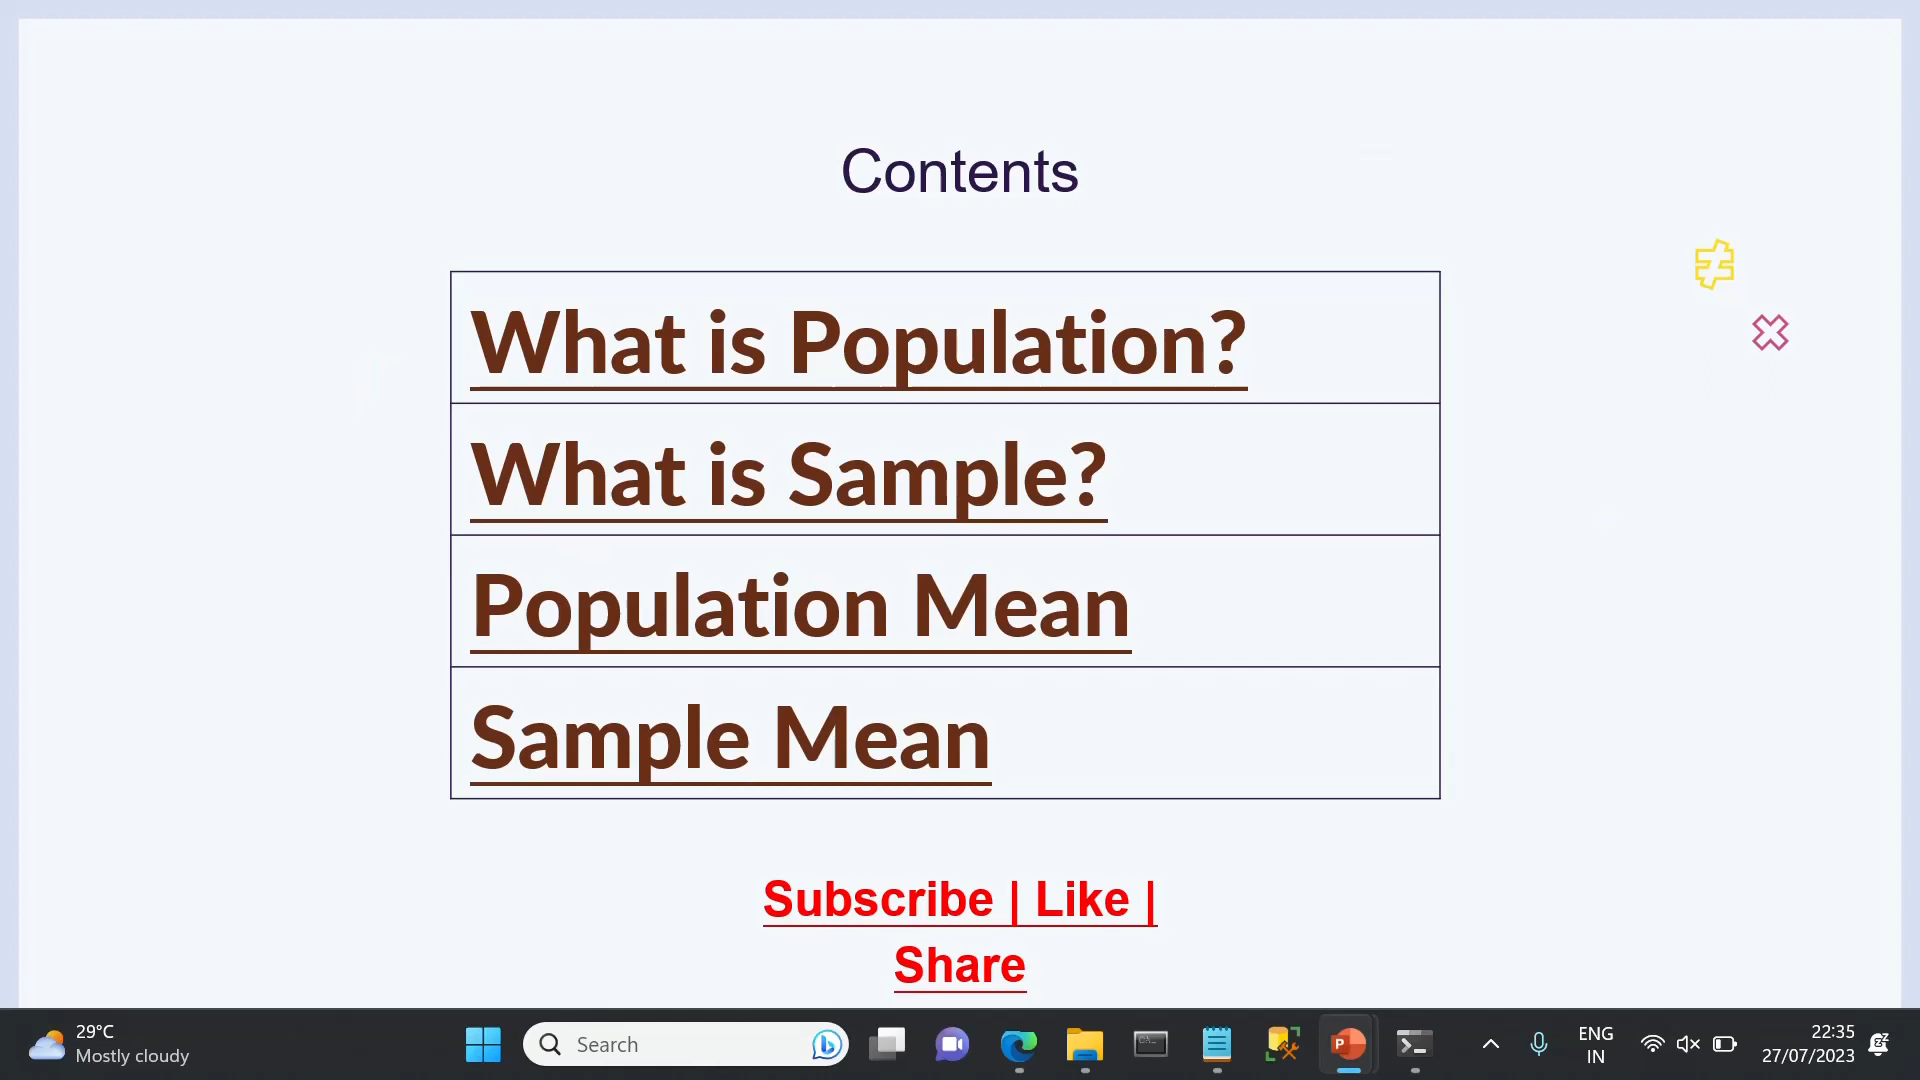 Contents
What is Population?
What is Sample?
Population Mean
Sample Mean
Subscribe | Like |
Share
29°C
Mostly cloudy
Search
ENG
IN
22:35
27/07/2023